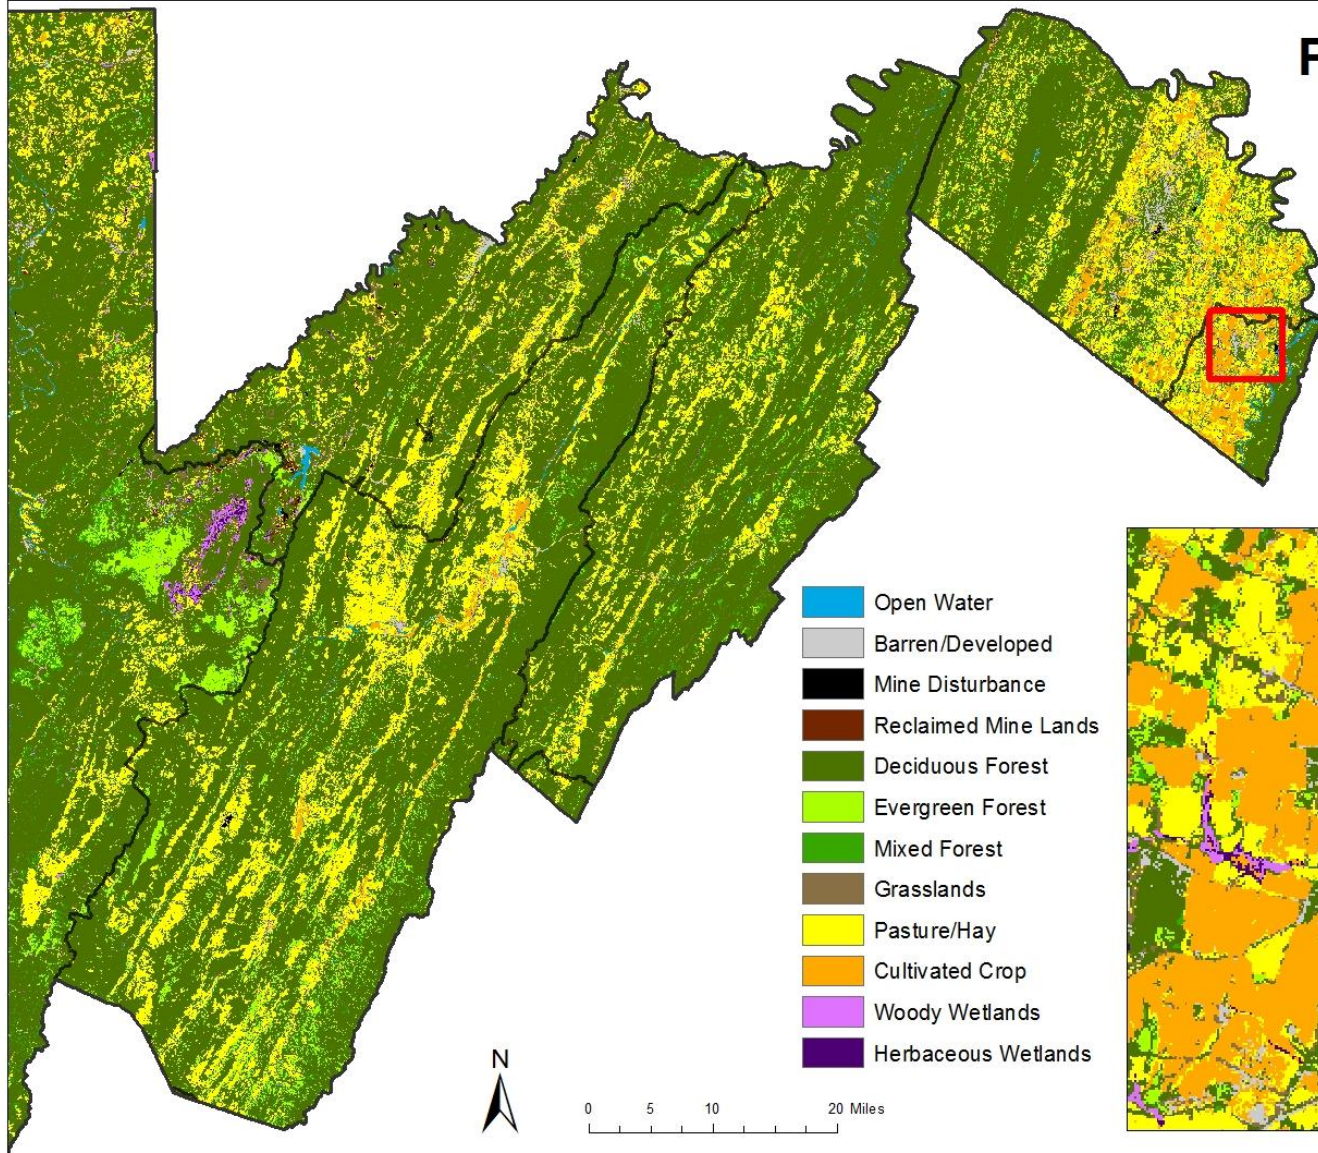 F
Open Water
Barren/Developed
Mine Disturbance
Reclaimed Mine Lands
Deciduous Forest
Evergreen Forest
Mixed Forest
Grasslands
Pasture/Hay
Cultivated Crop
Woody Wetlands
Herbaceous Wetlands
N
0 5 10 20 Miles